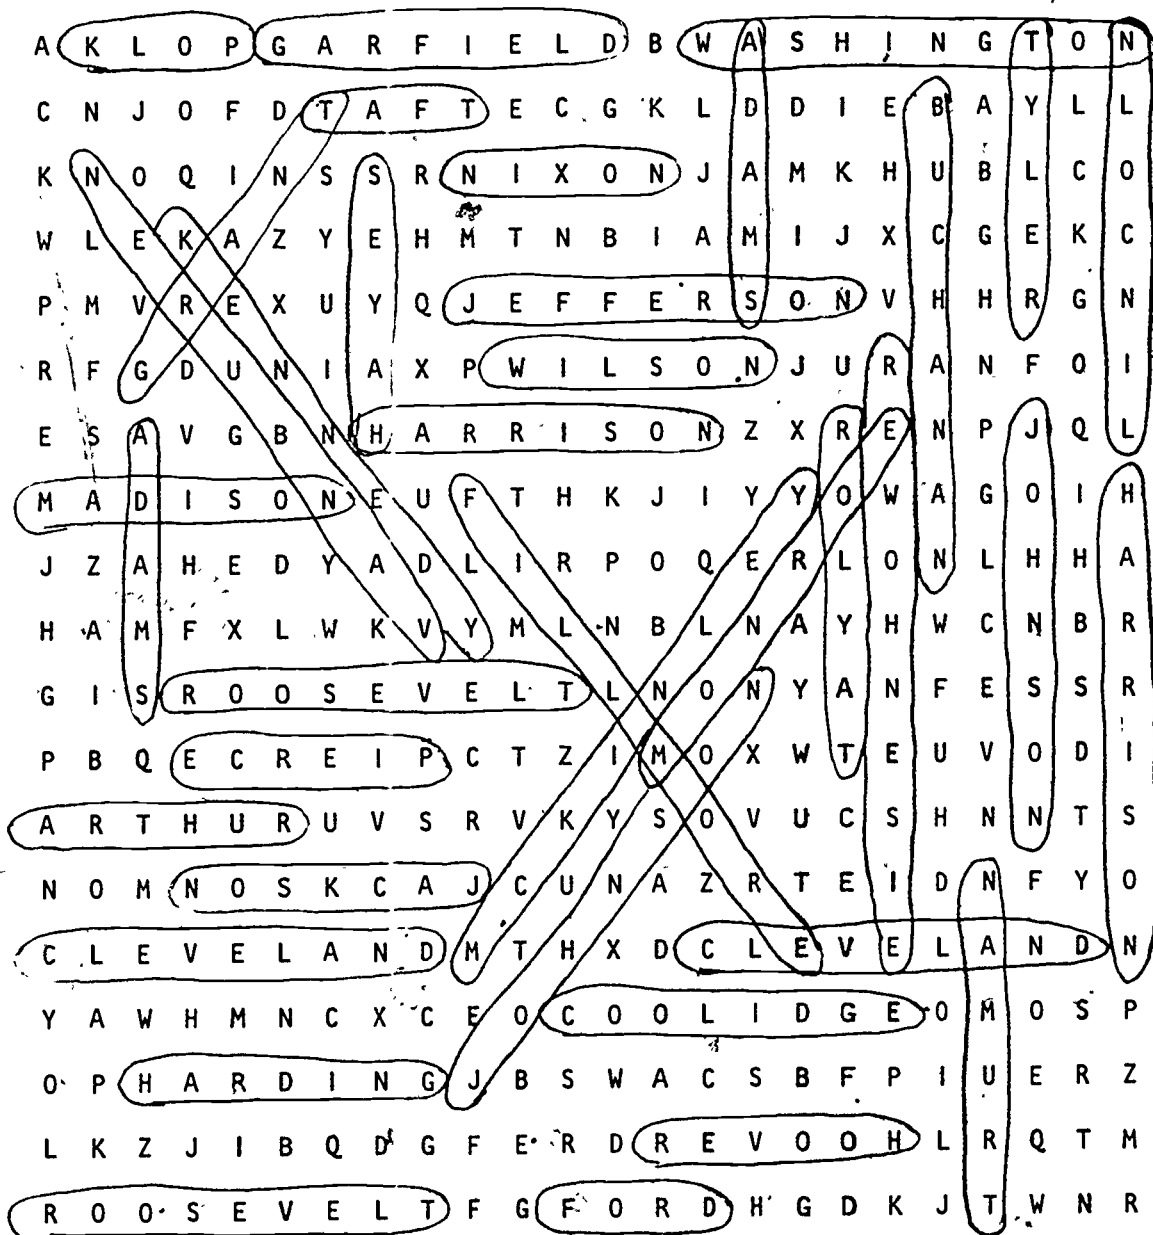 A K L O P G A R F I E L D B W A S H I N G T O N
C N J O F D T A F T E C G K L D D I E B A Y L L
K N O Q I N S S R N I X O N J A M K H U B L C O
W L E K A Z Y E H M T N B I A M I J X C G E K C
P M V R E X U Y Q J E F F E R S O N V H H R G N
R F G D U N I A X P W I L S O N J U R A N F O I
E S A V G B N H A R R I S O N Z X R E N P J Q L
M A D I S O N E U F T H K J I Y Y O W A G O I H
J Z A H E D Y A D L I R P O Q E R L O N L H H A
H A M F X L W K V Y M L N B L N A Y H W C N B R
G I S R O O S E V E L T L N O N Y A N F E S S R
P B Q E C R E I P C T Z I M O X W T E U V O D I
A R T H U R U V S R V K Y S O V U C S H N N T S
N O M N O S K C A J C U N A Z R T E I D N F Y O
C L E V E L A N D M T H X D C L E V E L A N D N
Y A W H M N C X C E O C O O L I D G E O M O S P
O P H A R D I N G J B S W A C S B F P I U E R Z
L K Z J I B Q D G F E R D R E V O O H L R Q T M
R O O S E V E L T F G F O R D H G D K J T W N R